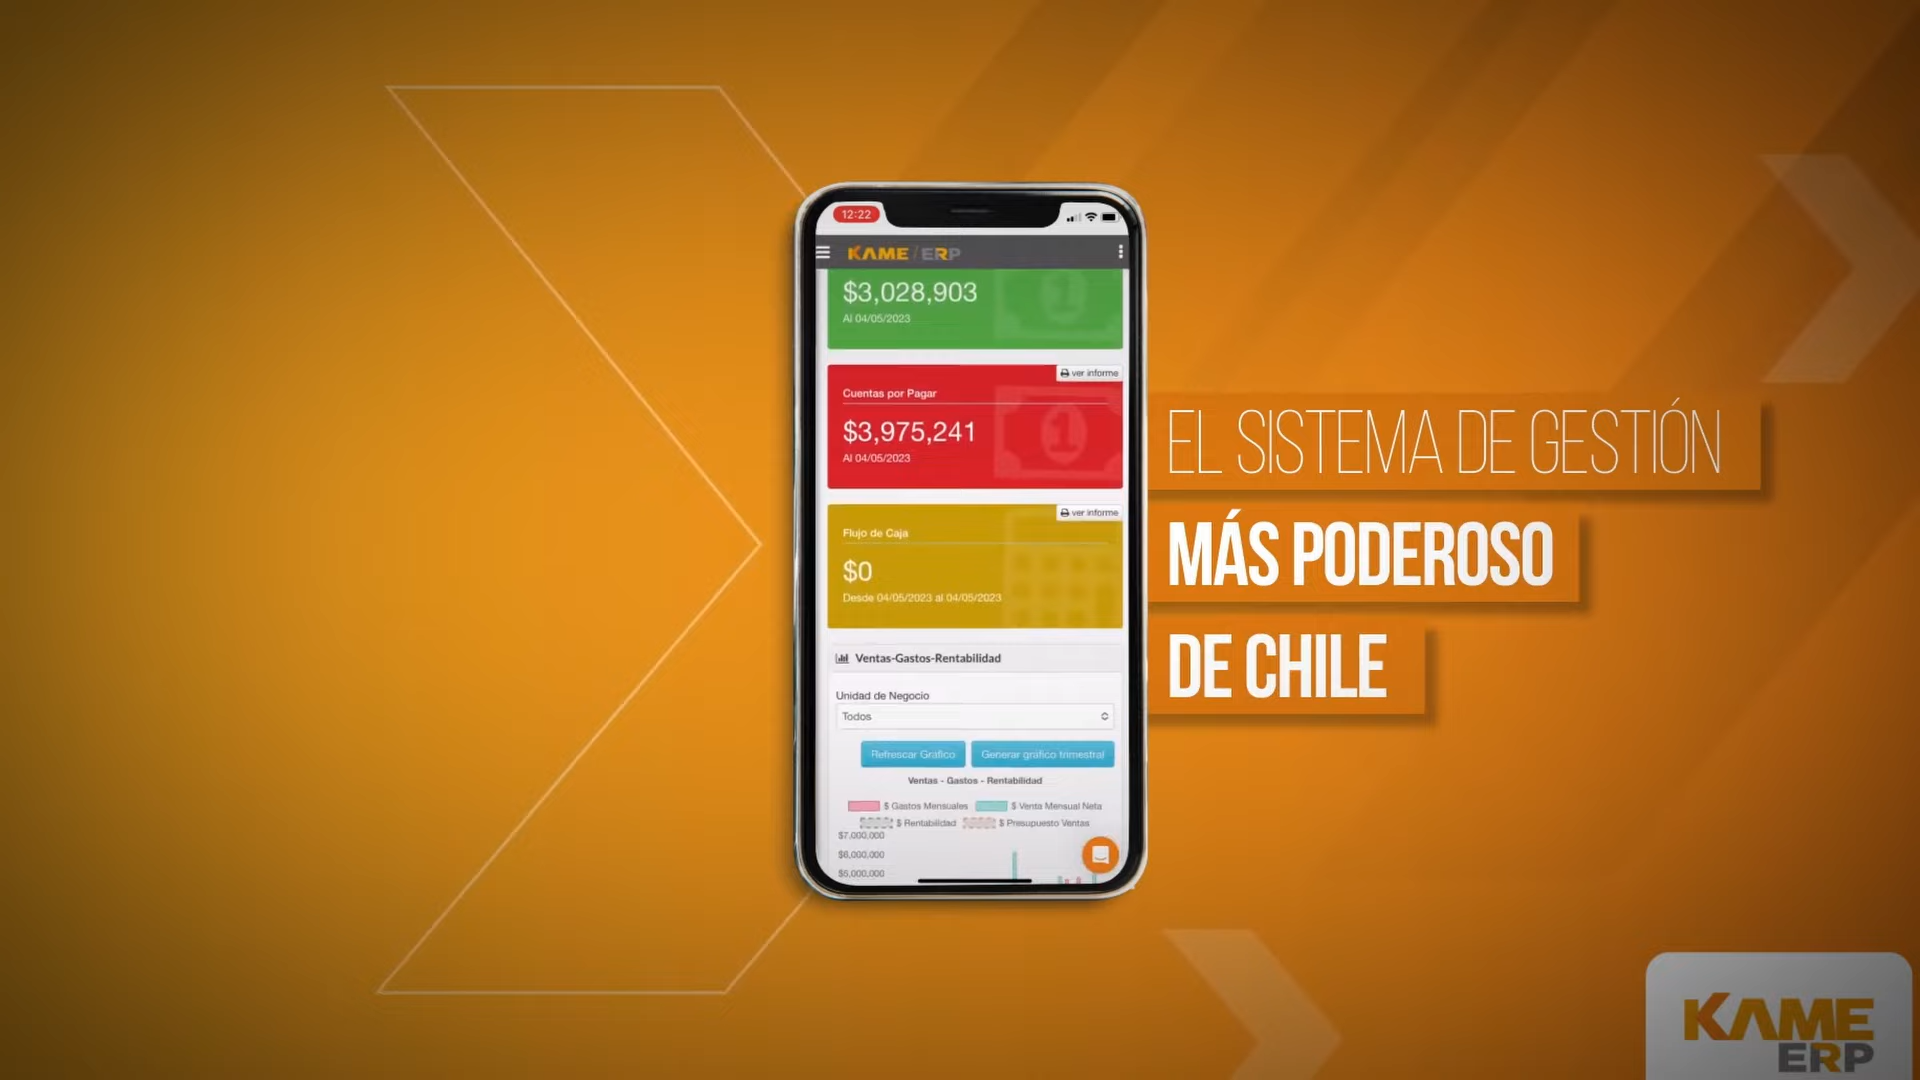 12:22
KAME / ERP
$3,028,903
Al 04/05/2023
ver informe
Cuentas por Pagar
$3,975,241
Al 04/05/2023
ver informe
Flujo de Caja
$0
Desde 04/05/2023 al 04/05/2023
Ventas-Gastos-Rentabilidad
Unidad de Negocio
Todos
Refrescar Gráfico
Generar gráfico trimestral
Ventas - Gastos - Rentabilidad
$ Gastos Mensuales
$ Venta Mensual Neta
$ Rentabilidad
$ Presupuesto Ventas
$7,000,000
$6,000,000
$5,000,000
EL SISTEMA DE GESTIÓN
MÁS PODEROSO
DE CHILE
KAME
ERP